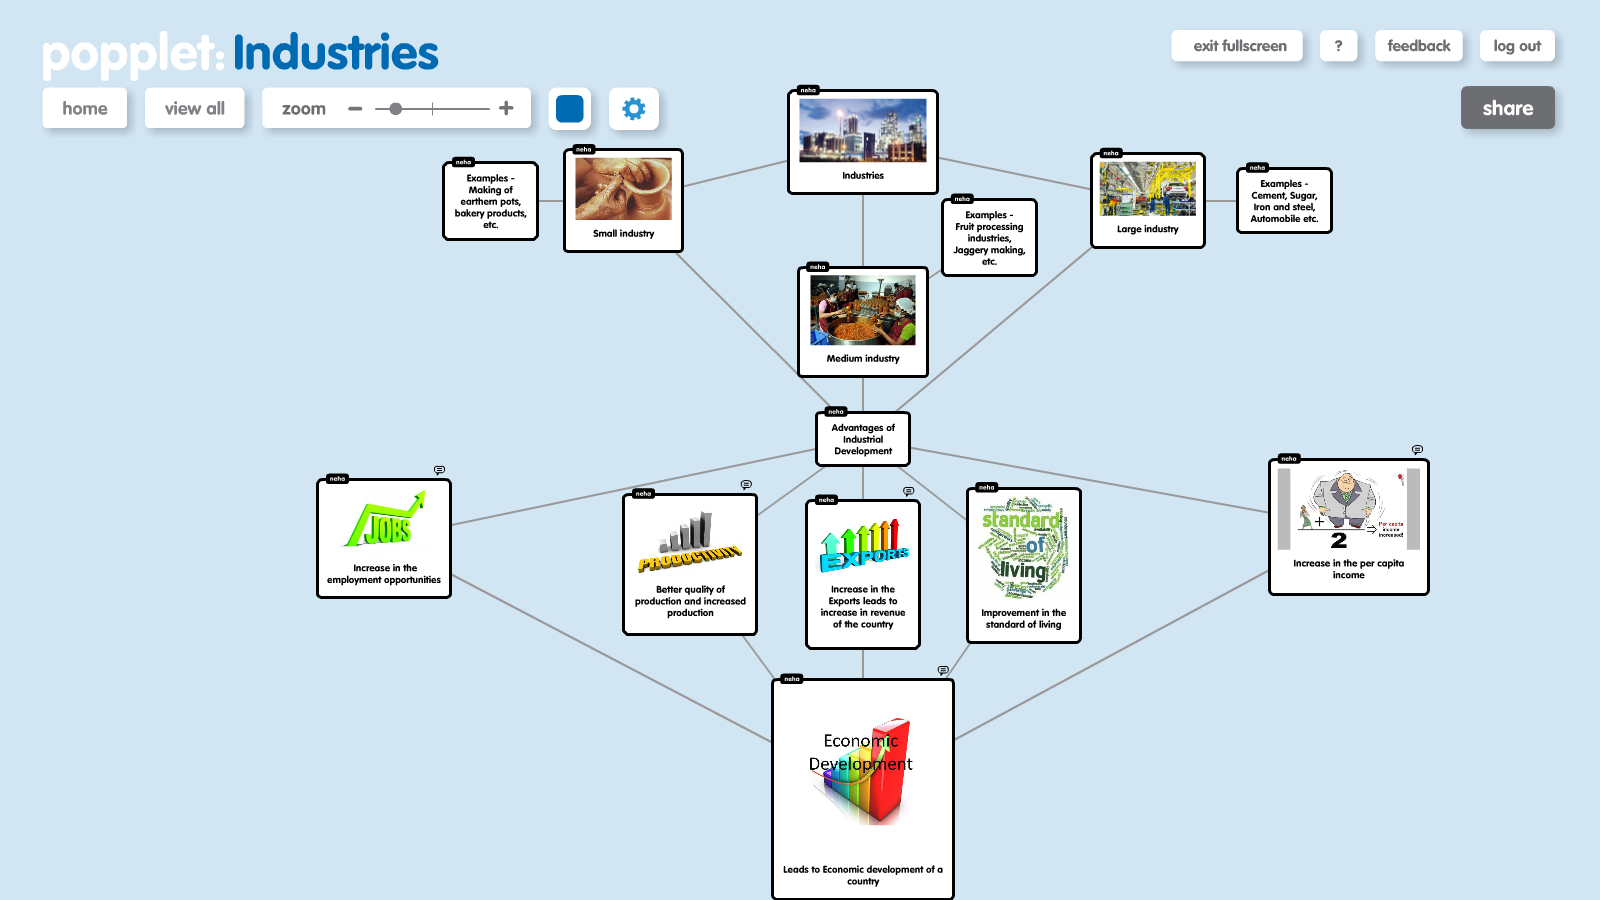 popplet: Industries
exit fullscreen
?
feedback
log out
home
view all
zoom
share
neha
Industries
neha
Examples -
Making of
earthern pots,
bakery products,
etc.
neha
Small industry
neha
Large industry
neha
Examples -
Cement, Sugar,
Iron and steel,
Automobile etc.
neha
Examples -
Fruit processing
industries,
Jaggery making,
etc.
neha
Medium industry
neha
Advantages of
Industrial
Development
neha
JOBS
Increase in the
employment opportunities
neha
PRODUCTIVITY
Better quality of
production and increased
production
neha
EXPORTS
Increase in the
Exports leads to
increase in revenue
of the country
neha
standard
of
living
Improvement in the
standard of living
neha
+
2
Per capita
income
increased!
Increase in the per capita
income
neha
Economic
Development
Leads to Economic development of a
country